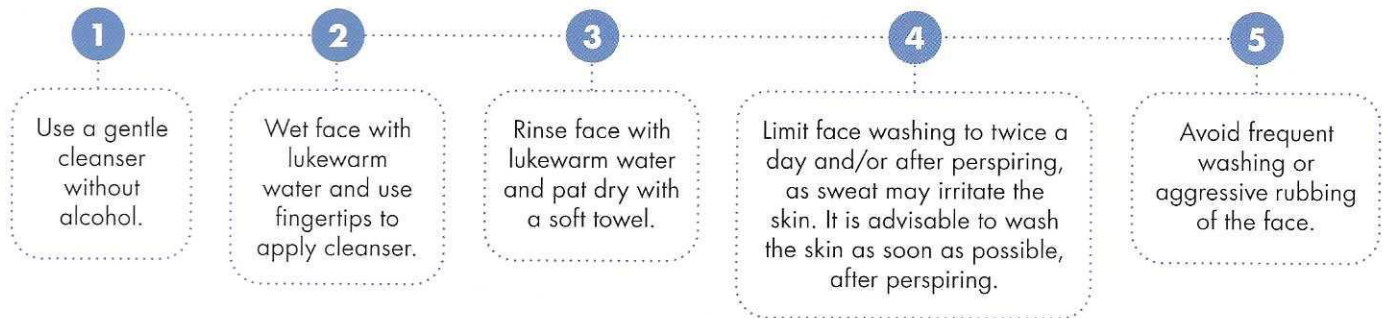 1
Use a gentle
cleanser
without
alcohol.
2
Wet face with
lukewarm
water and use
fingertips to
apply cleanser.
3
Rinse face with
lukewarm water
and pat dry with
a soft towel.
4
Limit face washing to twice a
day and/or after perspiring,
as sweat may irritate the
skin. It is advisable to wash
the skin as soon as possible,
after perspiring.
5
Avoid frequent
washing or
aggressive rubbing
of the face.